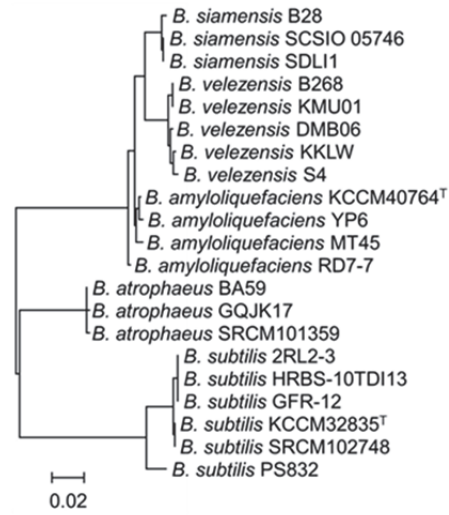 B. siamensis B28
B. siamensis SCSIO 05746
B. siamensis SDLI1
B. velezensis B268
B. velezensis KMU01
B. velezensis DMB06
B. velezensis KKLW
B. velezensis S4
B. amyloliquefaciens KCCM40764ᵀ
B. amyloliquefaciens YP6
B. amyloliquefaciens MT45
B. amyloliquefaciens RD7-7
B. atrophaeus BA59
B. atrophaeus GQJK17
B. atrophaeus SRCM101359
B. subtilis 2RL2-3
B. subtilis HRBS-10TDI13
B. subtilis GFR-12
B. subtilis KCCM32835ᵀ
B. subtilis SRCM102748
B. subtilis PS832
0.02